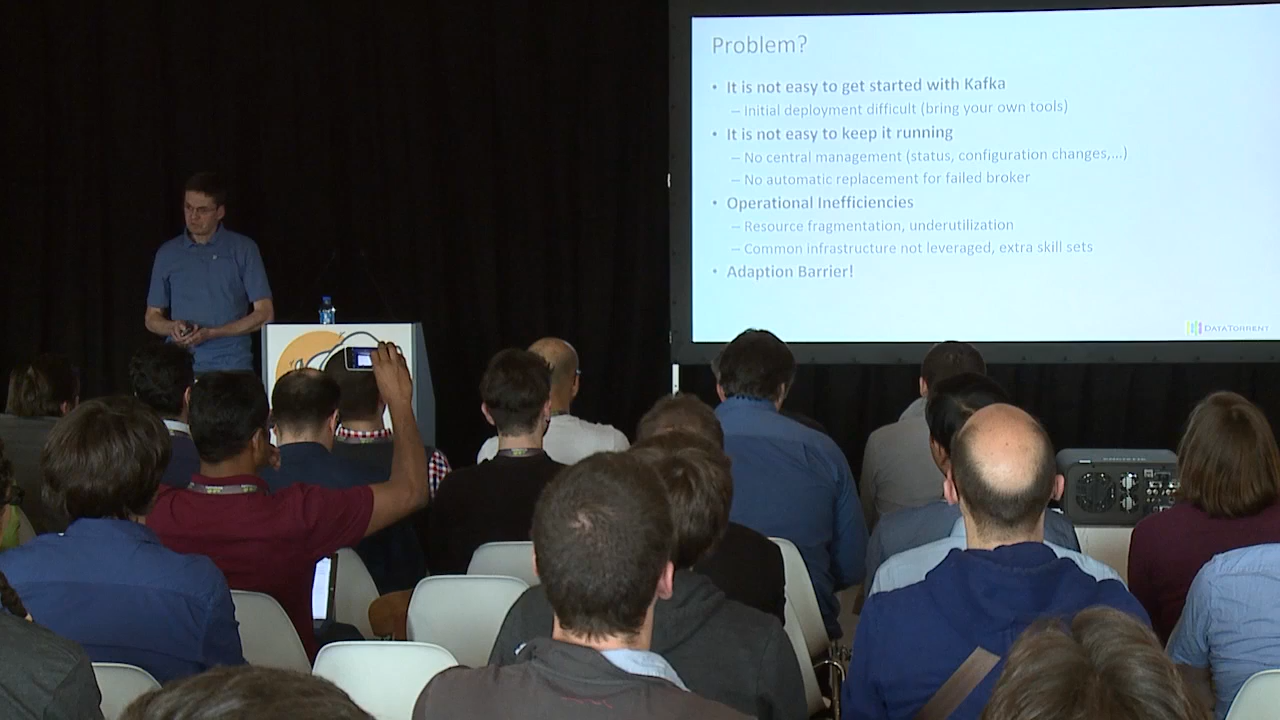 Problem?
• It is not easy to get started with Kafka
– Initial deployment difficult (bring your own tools)
• It is not easy to keep it running
– No central management (status, configuration changes,...)
– No automatic replacement for failed broker
• Operational Inefficiencies
– Resource fragmentation, underutilization
– Common infrastructure not leveraged, extra skill sets
• Adaption Barrier!
DATATORRENT
CHRISTIE